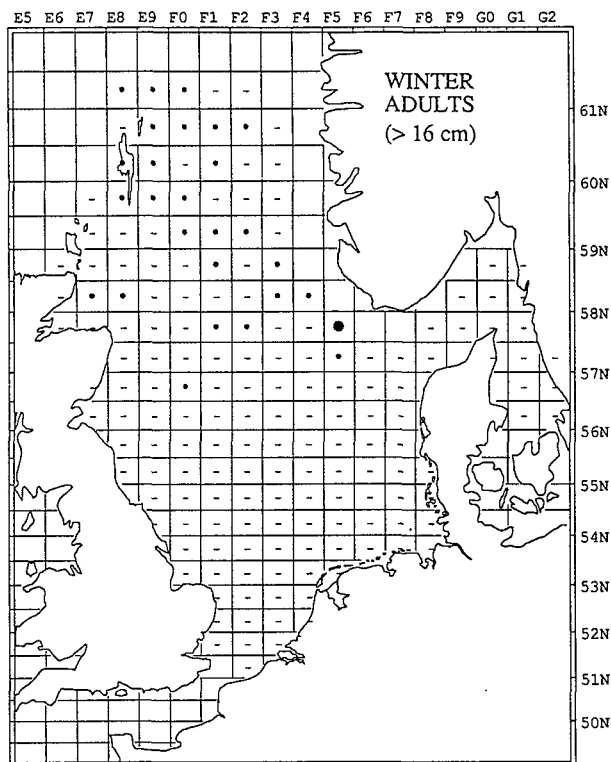 E5 E6 E7 E8 E9 F0 F1 F2 F3 F4 F5 F6 F7 F8 F9 G0 G1 G2
WINTER
ADULTS
(> 16 cm)
61N
60N
59N
58N
57N
56N
55N
54N
53N
52N
51N
50N